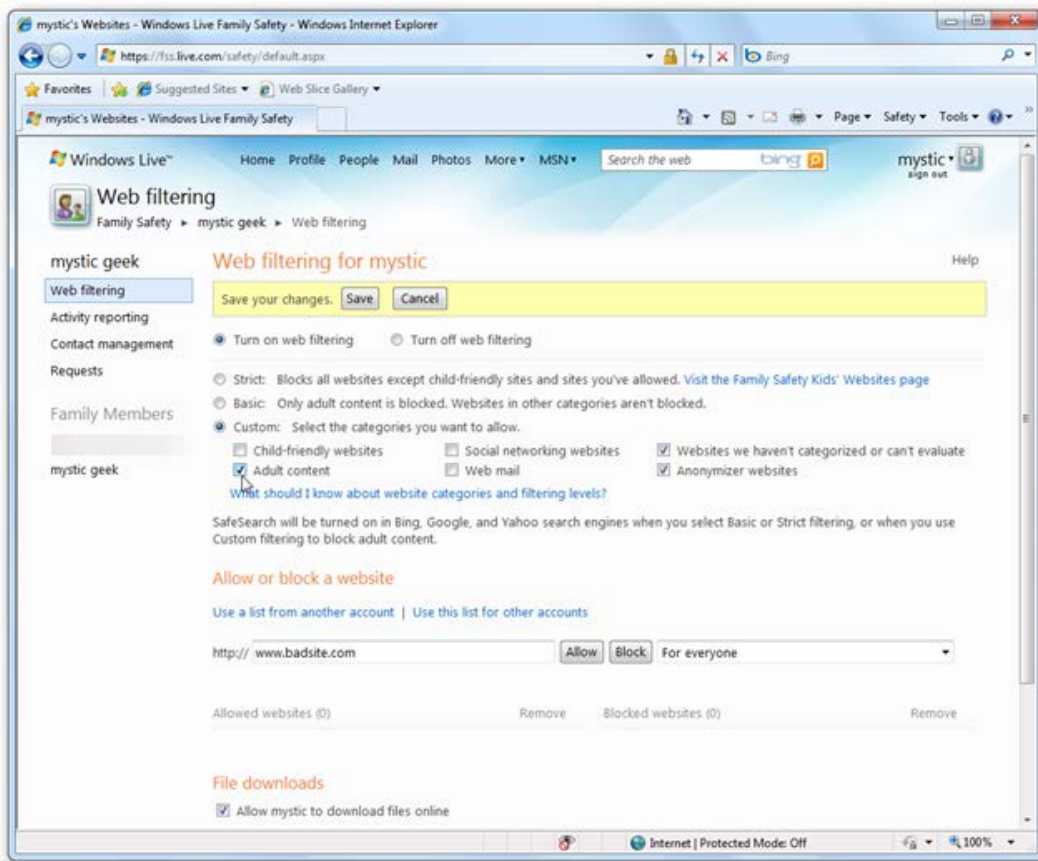 mystic's Websites - Windows Live Family Safety - Windows Internet Explorer
https://fss.live.com/safety/default.aspx
Bing
Favorites Suggested Sites Web Slice Gallery
mystic's Websites - Windows Live Family Safety Page Safety Tools
Windows Live™ Home Profile People Mail Photos More MSN Search the web bing mystic
sign out
Web filtering
Family Safety ▸ mystic geek ▸ Web filtering
mystic geek
Web filtering
Activity reporting
Contact management
Requests
Family Members
mystic geek
Web filtering for mystic Help
Save your changes. Save Cancel
Turn on web filtering Turn off web filtering
Strict: Blocks all websites except child-friendly sites and sites you've allowed. Visit the Family Safety Kids' Websites page
Basic: Only adult content is blocked. Websites in other categories aren't blocked.
Custom: Select the categories you want to allow.
Child-friendly websites Social networking websites Websites we haven't categorized or can't evaluate
Adult content Web mail Anonymizer websites
What should I know about website categories and filtering levels?
SafeSearch will be turned on in Bing, Google, and Yahoo search engines when you select Basic or Strict filtering, or when you use
Custom filtering to block adult content.
Allow or block a website
Use a list from another account | Use this list for other accounts
http:// www.badsite.com Allow Block For everyone
Allowed websites (0) Remove Blocked websites (0) Remove
File downloads
Allow mystic to download files online
Internet | Protected Mode: Off 100%